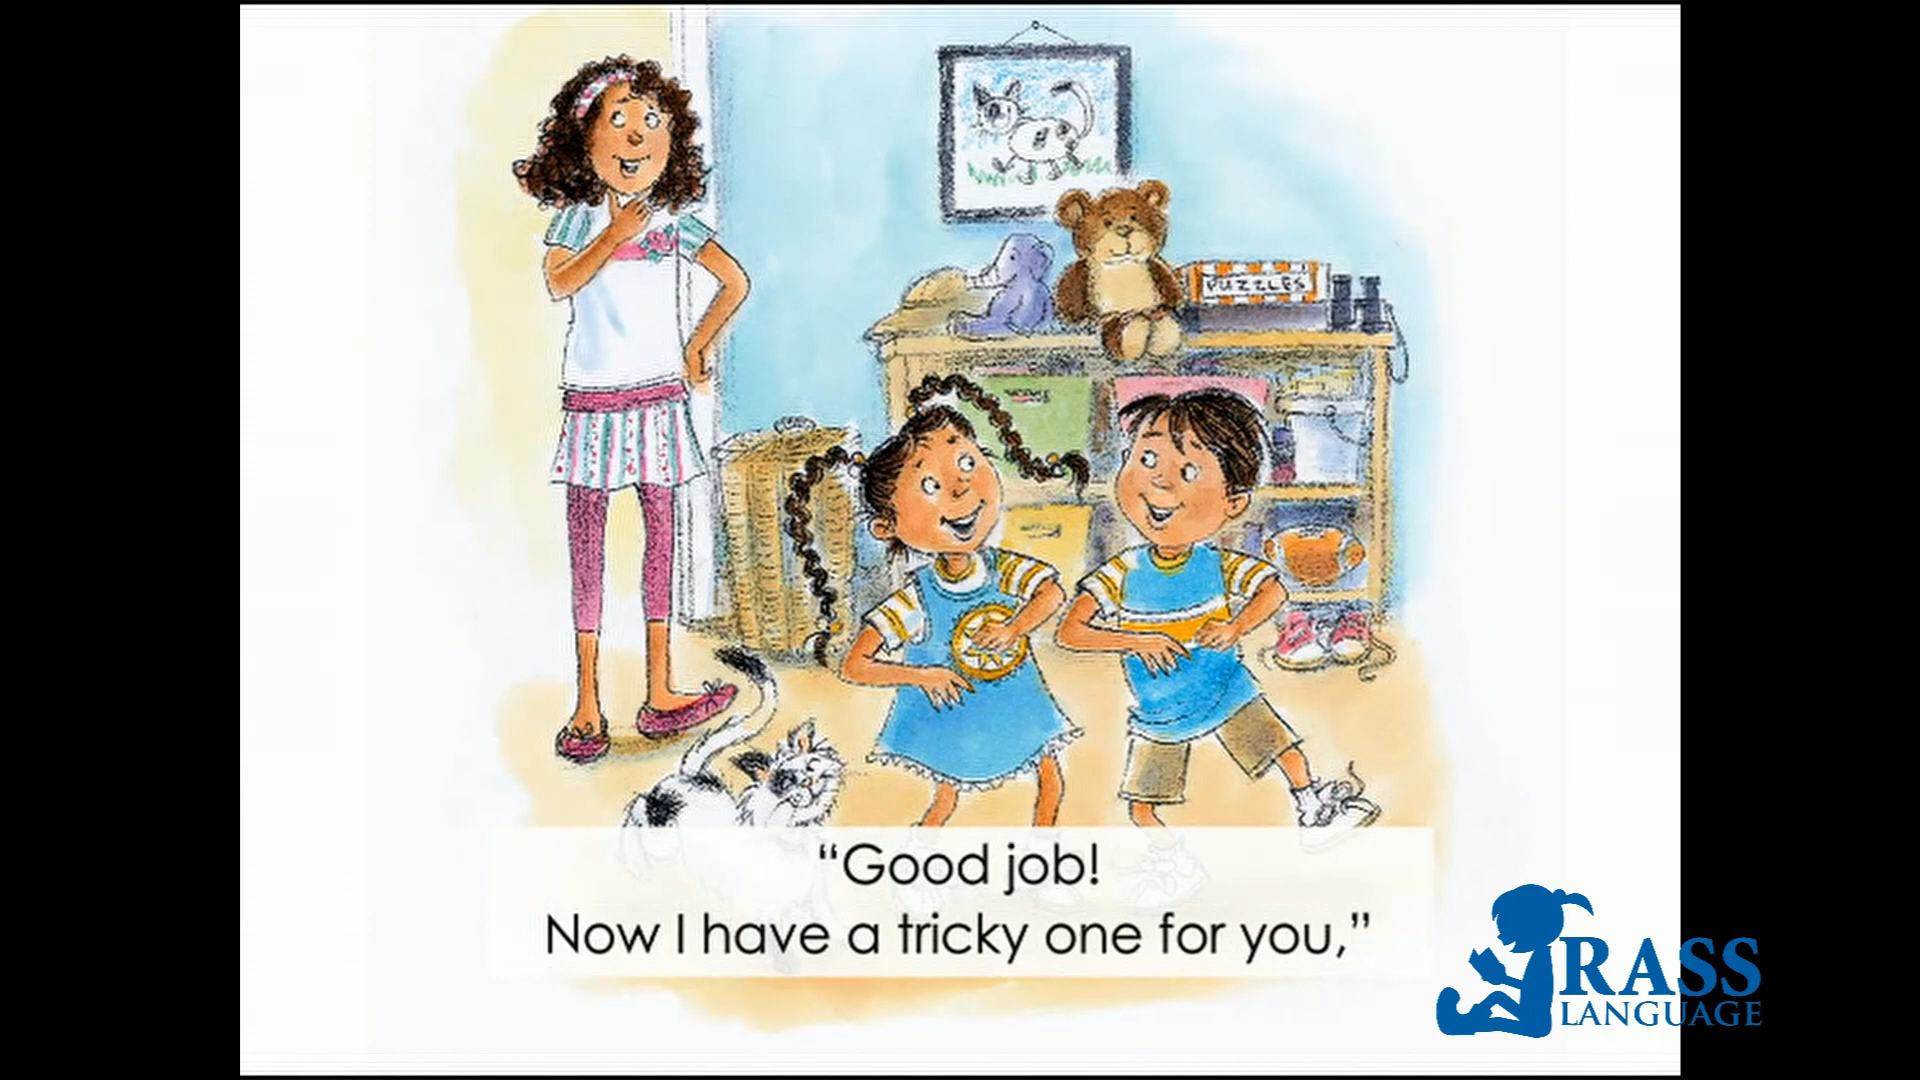 PUZZLES
“Good job!
Now I have a tricky one for you,”
RASS
LANGUAGE